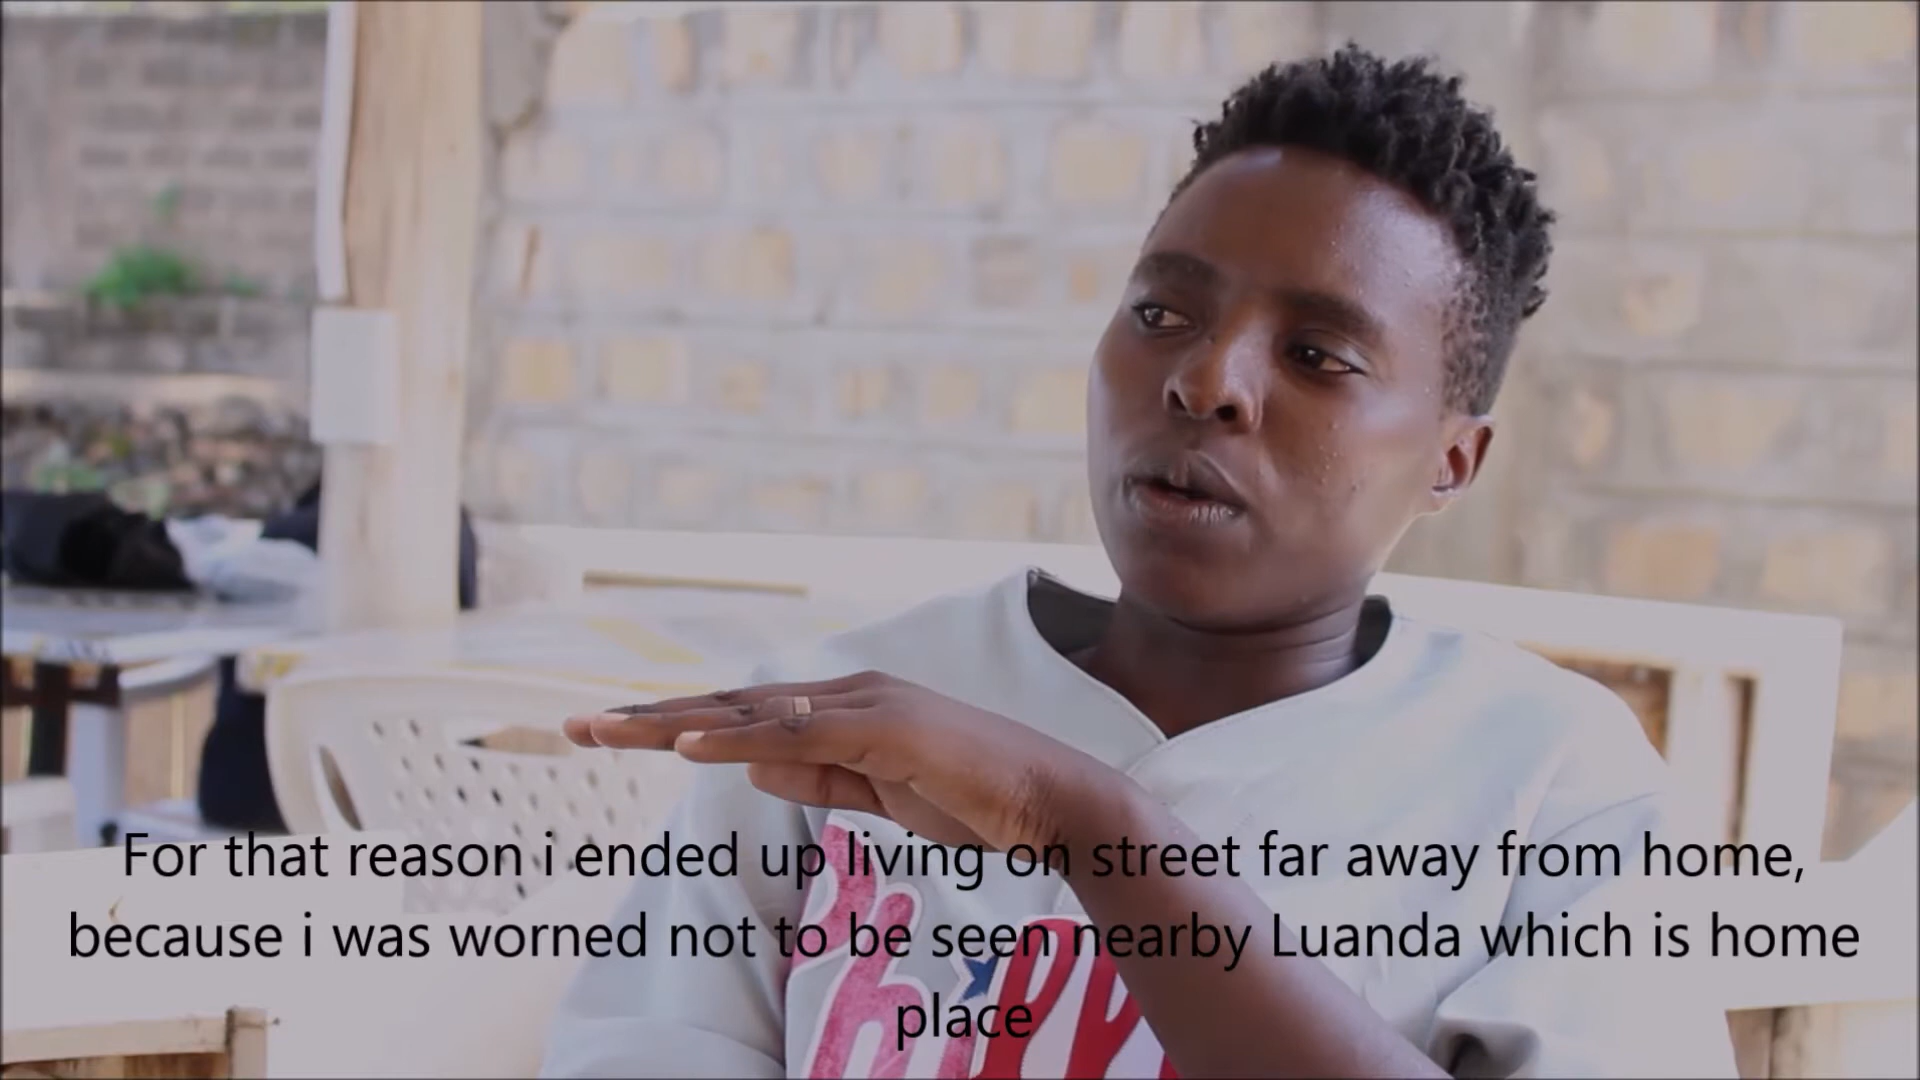 For that reason i ended up living on street far away from home,
because i was worned not to be seen nearby Luanda which is home
place